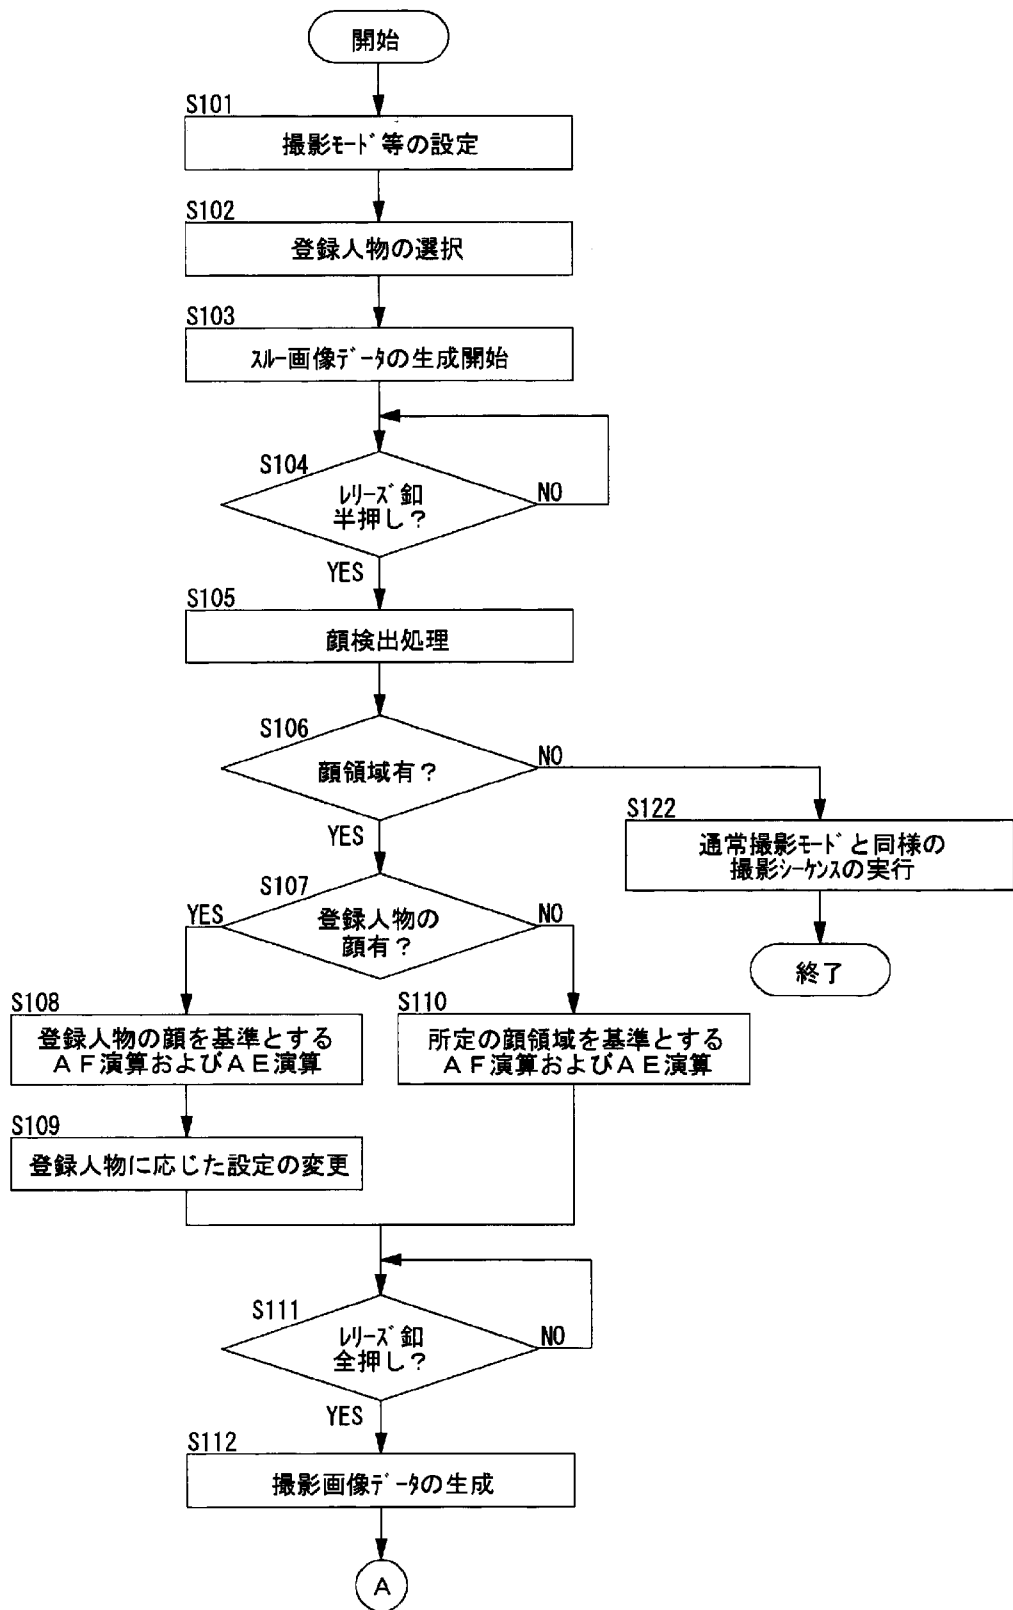 開始
S101
撮影ﾓｰﾄﾞ等の設定
S102
登録人物の選択
S103
ｽﾙｰ画像ﾃﾞｰﾀの生成開始
S104
ﾚﾘｰｽﾞ釦
半押し？
NO
YES
S105
顔検出処理
S106
顔領域有？
NO
YES
S122
通常撮影ﾓｰﾄﾞと同様の
撮影ｼｰｹﾝｽの実行
終了
S107
登録人物の
顔有？
YES
NO
S108
登録人物の顔を基準とする
ＡＦ演算およびＡＥ演算
S110
所定の顔領域を基準とする
ＡＦ演算およびＡＥ演算
S109
登録人物に応じた設定の変更
S111
ﾚﾘｰｽﾞ釦
全押し？
NO
YES
S112
撮影画像ﾃﾞｰﾀの生成
A